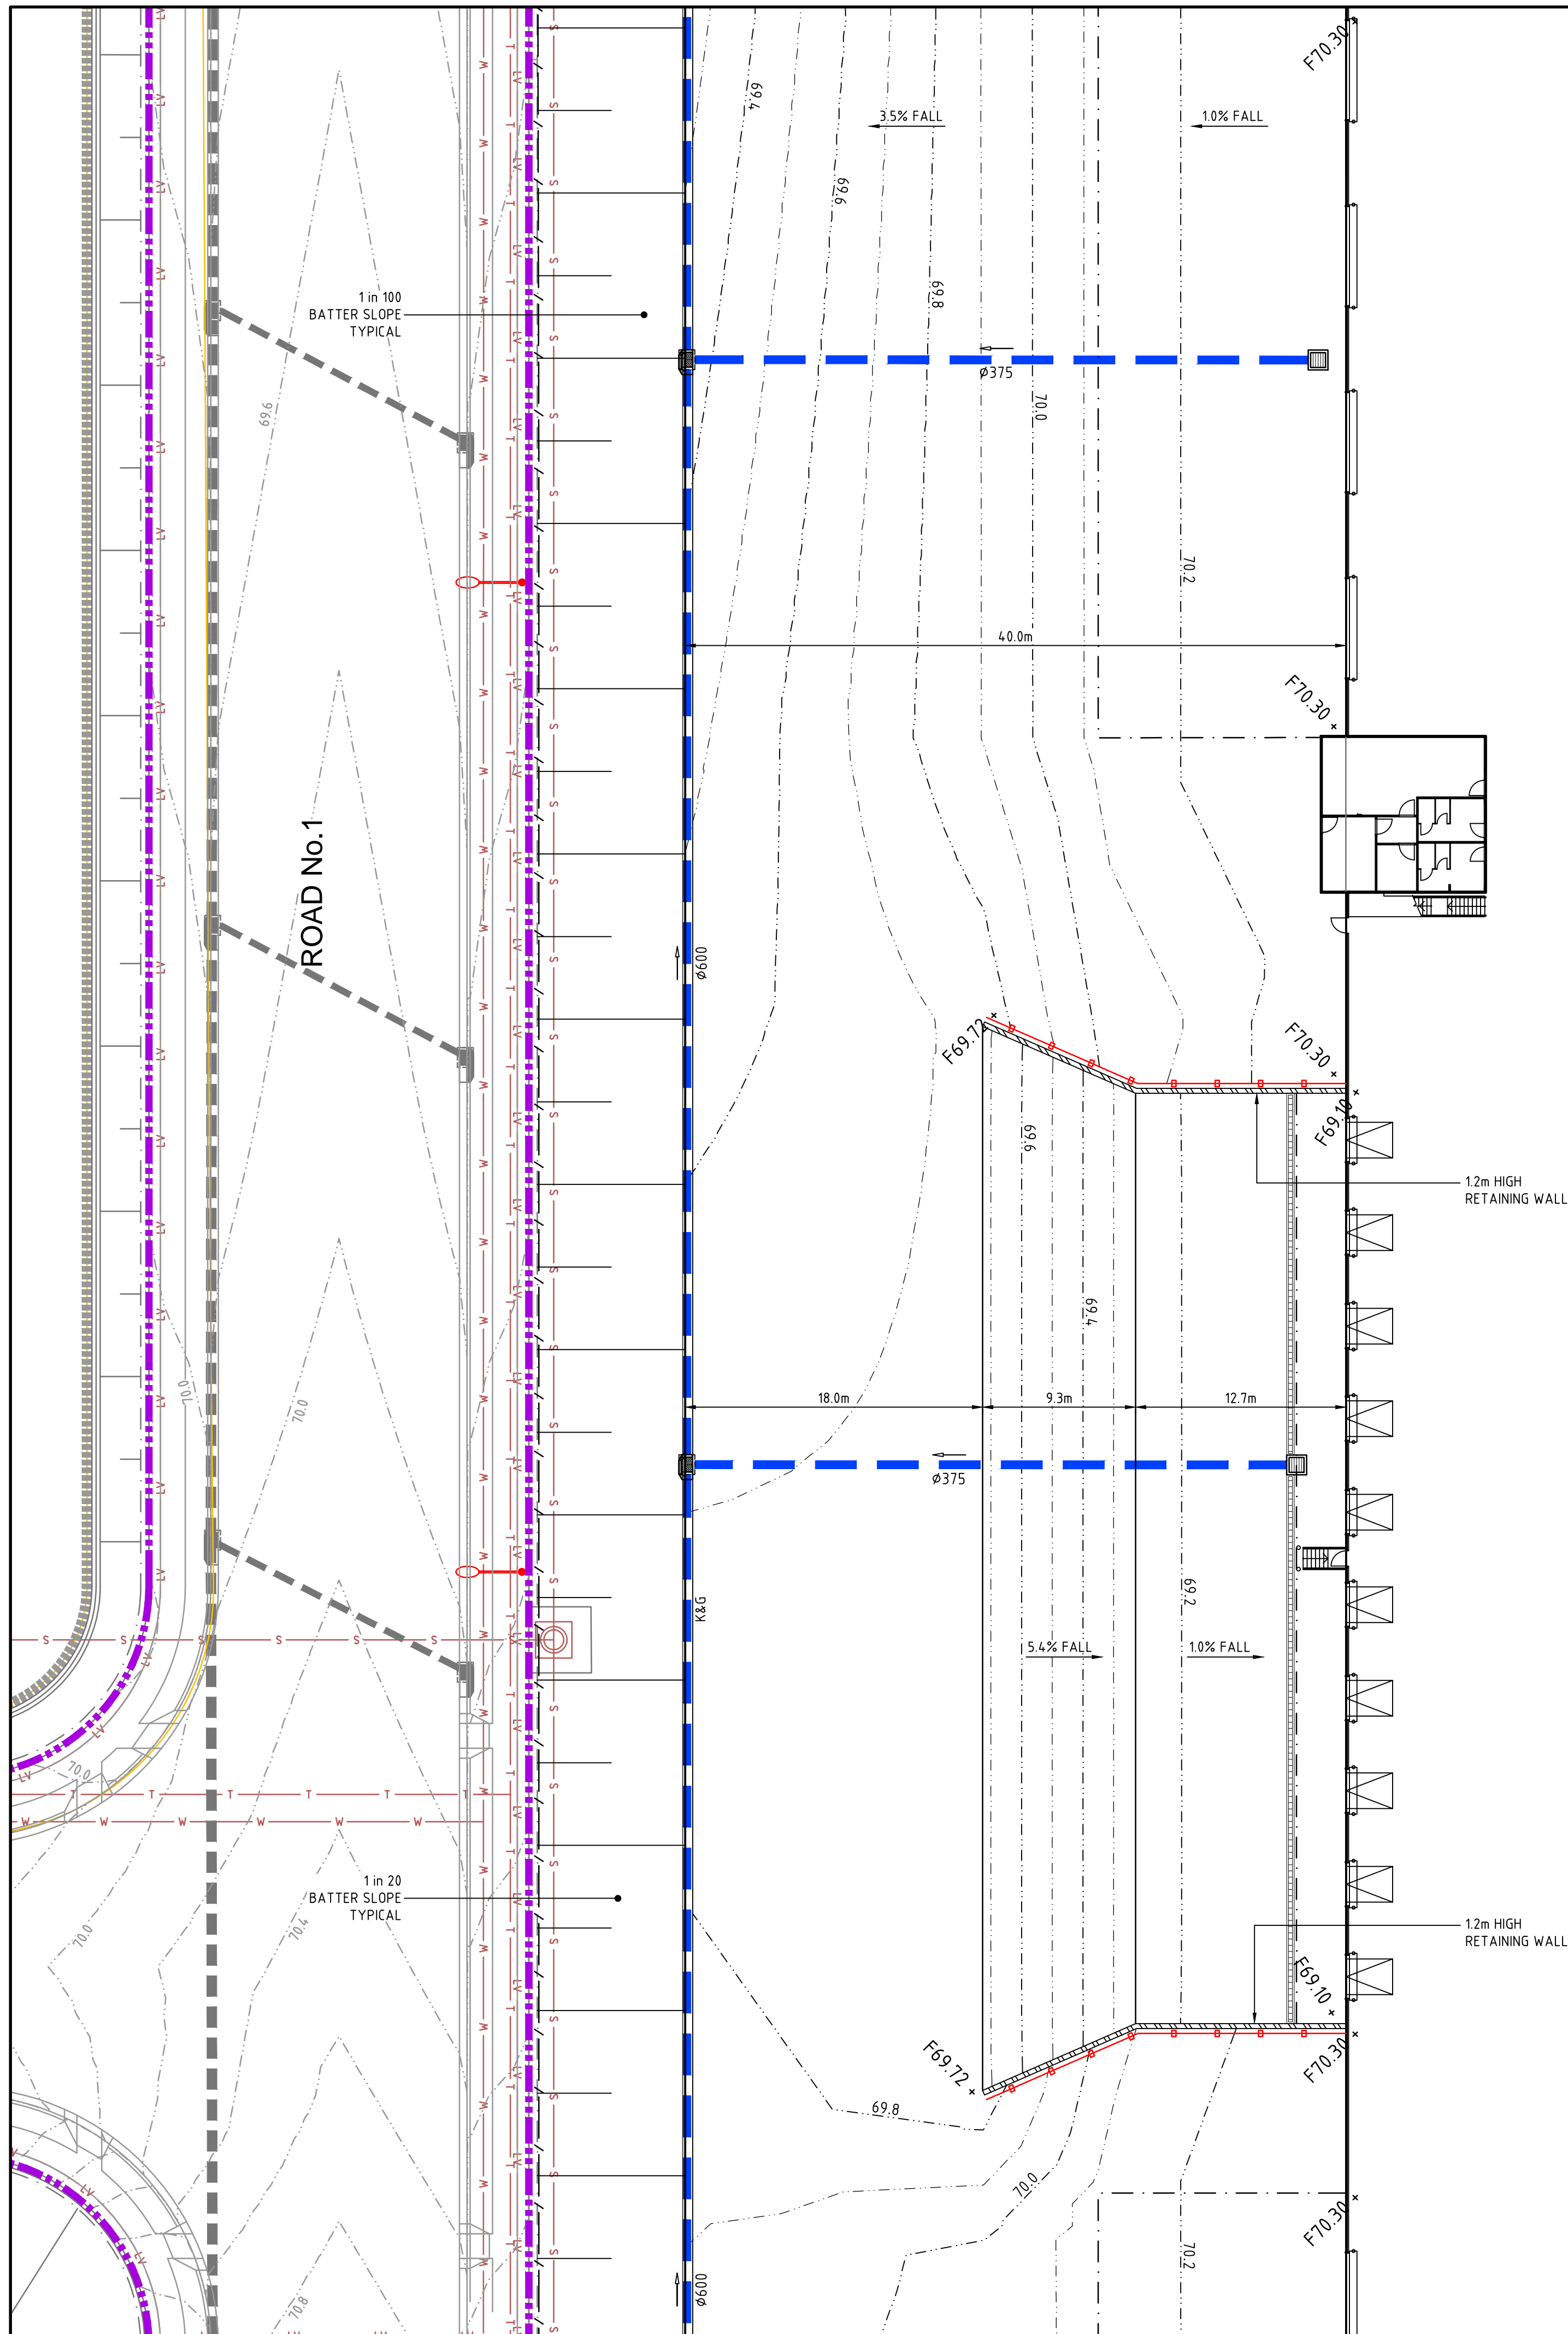 F70.30
69.4
3.5% FALL
1.0% FALL
69.6
69.8
1 in 100
BATTER SLOPE
TYPICAL
ø375
69.6
70.0
70.2
40.0m
F70.30
ROAD No.1
ø600
F69.72
F70.30
F69.10
69.6
1.2m HIGH
RETAINING WALL
69.4
70.0
70.0
18.0m
9.3m
12.7m
ø375
K&G
69.2
5.4% FALL
1.0% FALL
S S S S S S
70.0
T T T T T T
W W W W W W
1 in 20
BATTER SLOPE
TYPICAL
70.0
70.4
1.2m HIGH
RETAINING WALL
F69.10
F70.30
F69.72
69.8
70.0
F70.30
70.2
ø600
70.8
LV
W
T
S